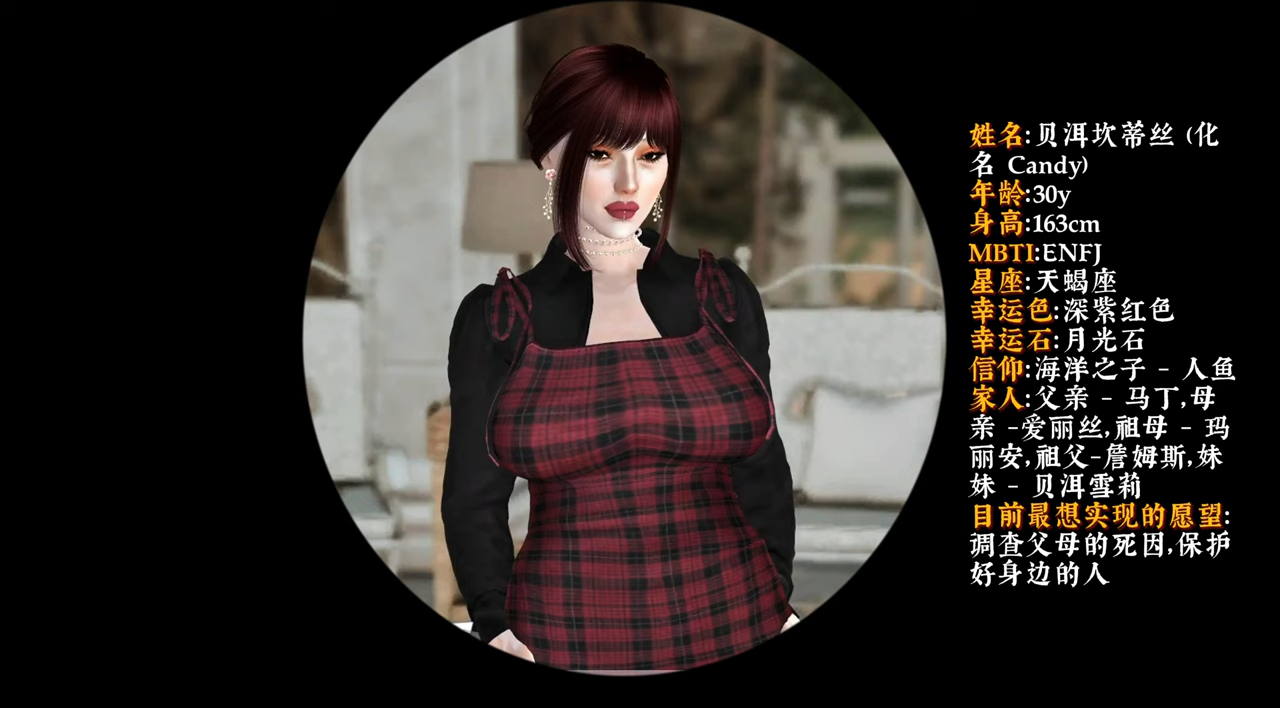 姓名:贝洱坎蒂丝 (化
名 Candy)
年龄:30y
身高:163cm
MBTI:ENFJ
星座:天蝎座
幸运色:深紫红色
幸运石:月光石
信仰:海洋之子 - 人鱼
家人:父亲 - 马丁,母
亲 -爱丽丝,祖母 - 玛
丽安,祖父-詹姆斯,妹
妹 - 贝洱雪莉
目前最想实现的愿望:
调查父母的死因,保护
好身边的人